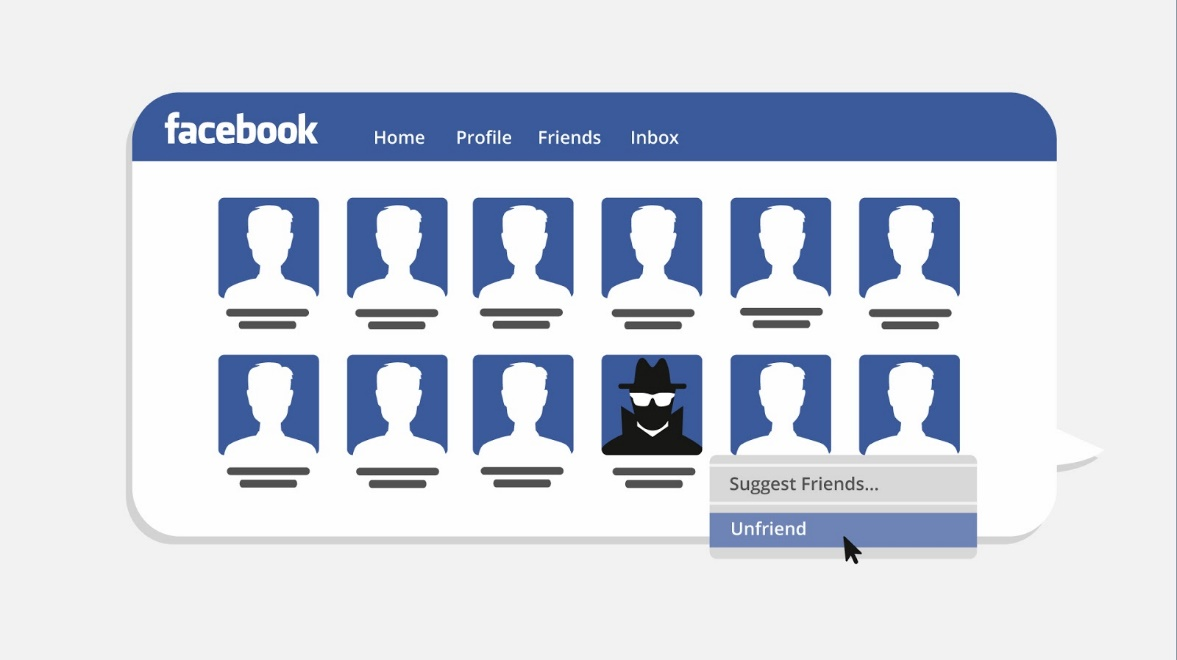 facebook Home Profile Friends Inbox
Suggest Friends...
Unfriend